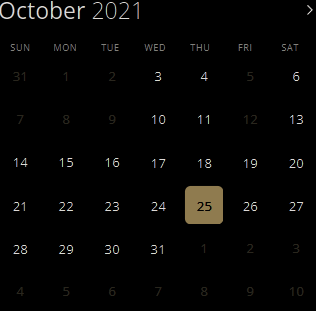 October 2021
SUN MON TUE WED THU FRI SAT
31 1 2 3 4 5 6
7 8 9 10 11 12 13
14 15 16 17 18 19 20
21 22 23 24 25 26 27
28 29 30 31 1 2 3
4 5 6 7 8 9 10